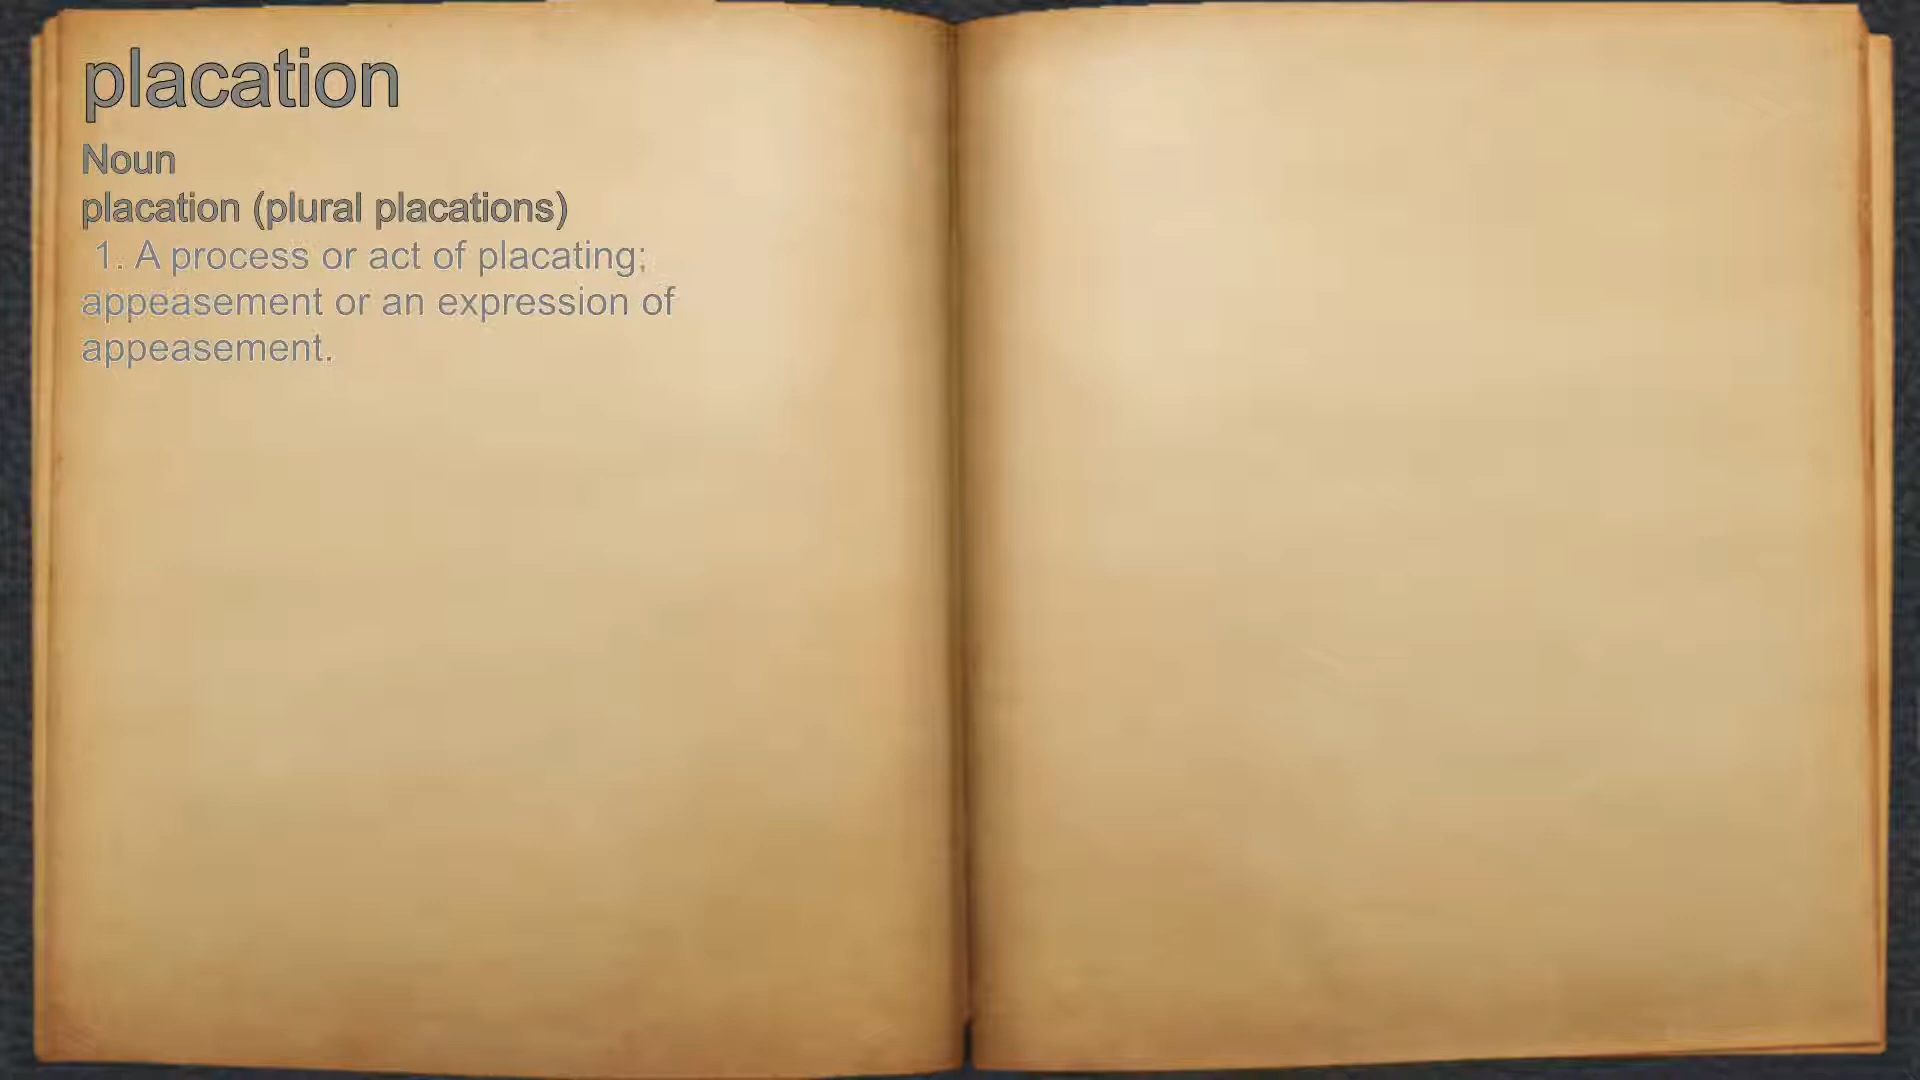 placation
Noun
placation (plural placations)
1. A process or act of placating;
appeasement or an expression of
appeasement.